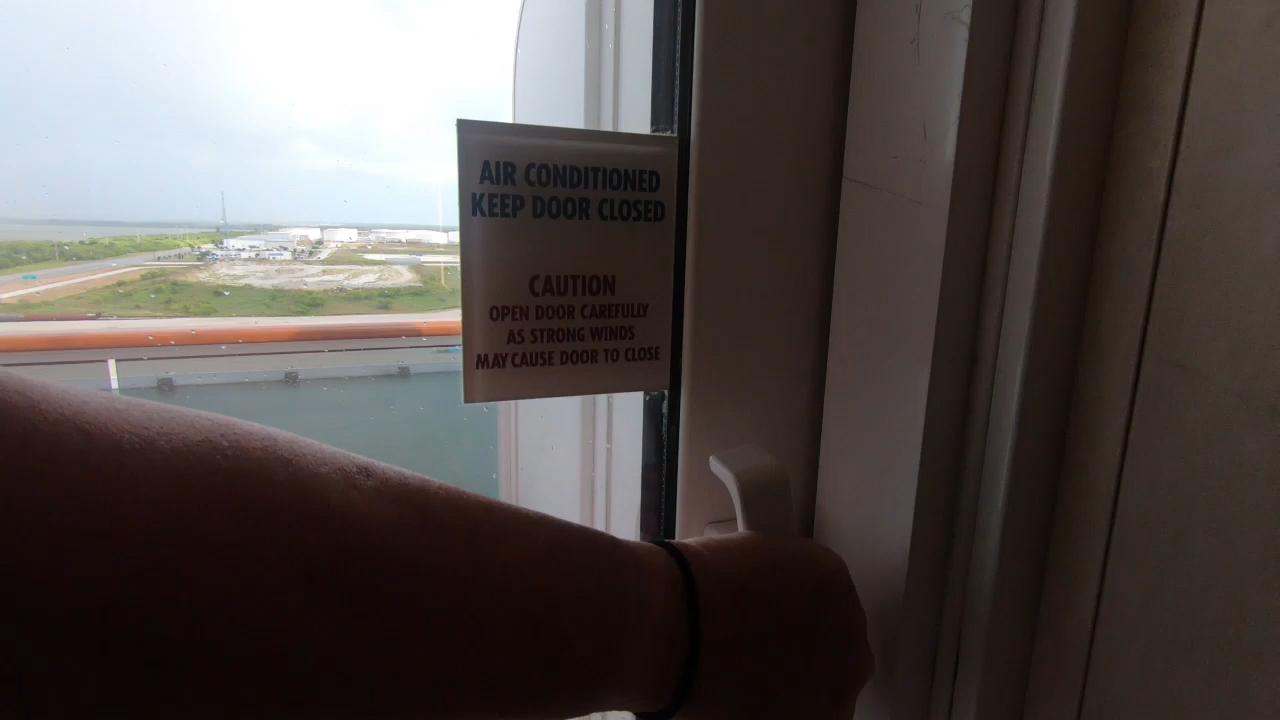 AIR CONDITIONED
KEEP DOOR CLOSED
CAUTION
OPEN DOOR CAREFULLY
AS STRONG WINDS
MAY CAUSE DOOR TO CLOSE